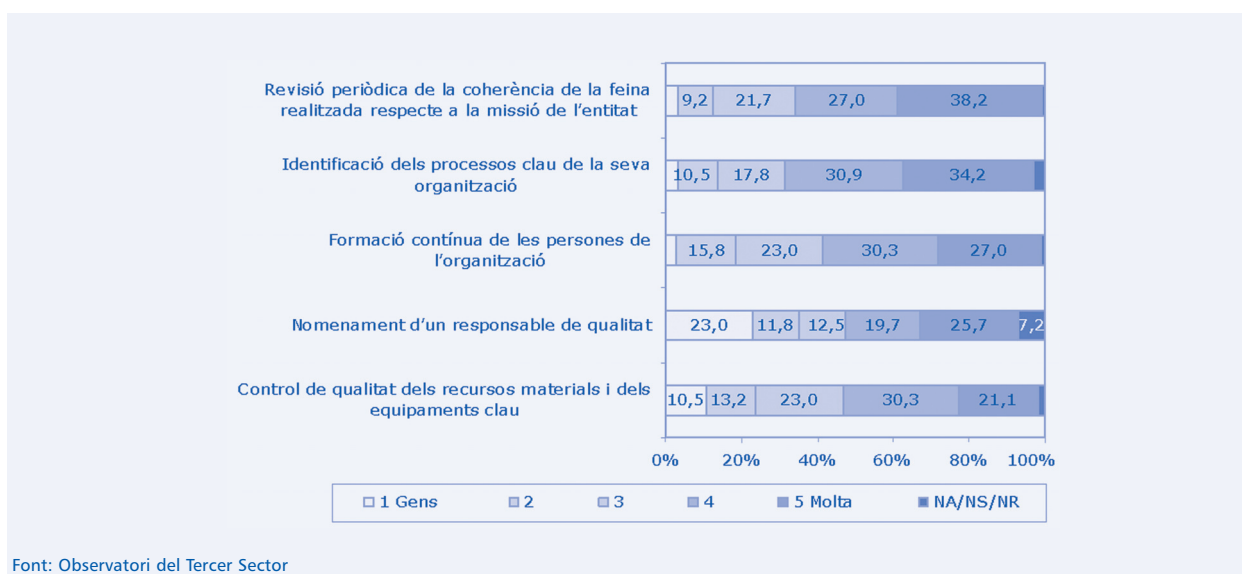 Revisió periòdica de la coherència de la feina
realitzada respecte a la missió de l'entitat
9,2 21,7 27,0 38,2
Identificació dels processos clau de la seva
organització
10,5 17,8 30,9 34,2
Formació contínua de les persones de
l'organització
15,8 23,0 30,3 27,0
Nomenament d'un responsable de qualitat
23,0 11,8 12,5 19,7 25,7 7,2
Control de qualitat dels recursos materials i dels
equipaments clau
10,5 13,2 23,0 30,3 21,1
0% 20% 40% 60% 80% 100%
1 Gens 2 3 4 5 Molta NA/NS/NR
Font: Observatori del Tercer Sector